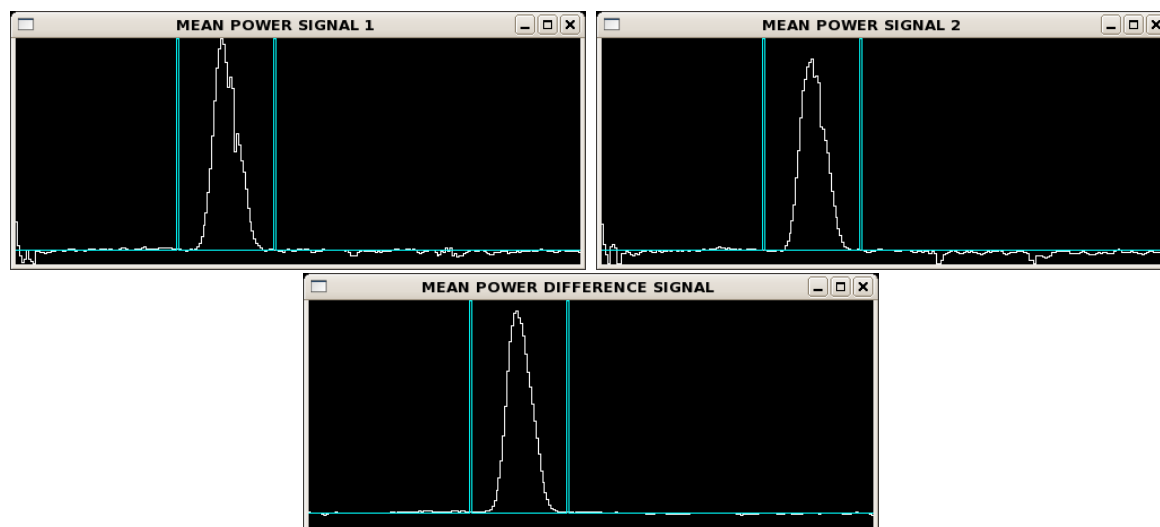 MEAN POWER SIGNAL 1
MEAN POWER SIGNAL 2
MEAN POWER DIFFERENCE SIGNAL